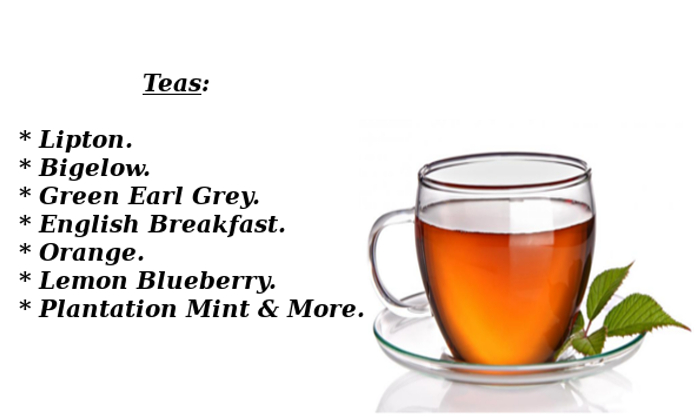 Teas:
* Lipton.
* Bigelow.
* Green Earl Grey.
* English Breakfast.
* Orange.
* Lemon Blueberry.
* Plantation Mint & More.